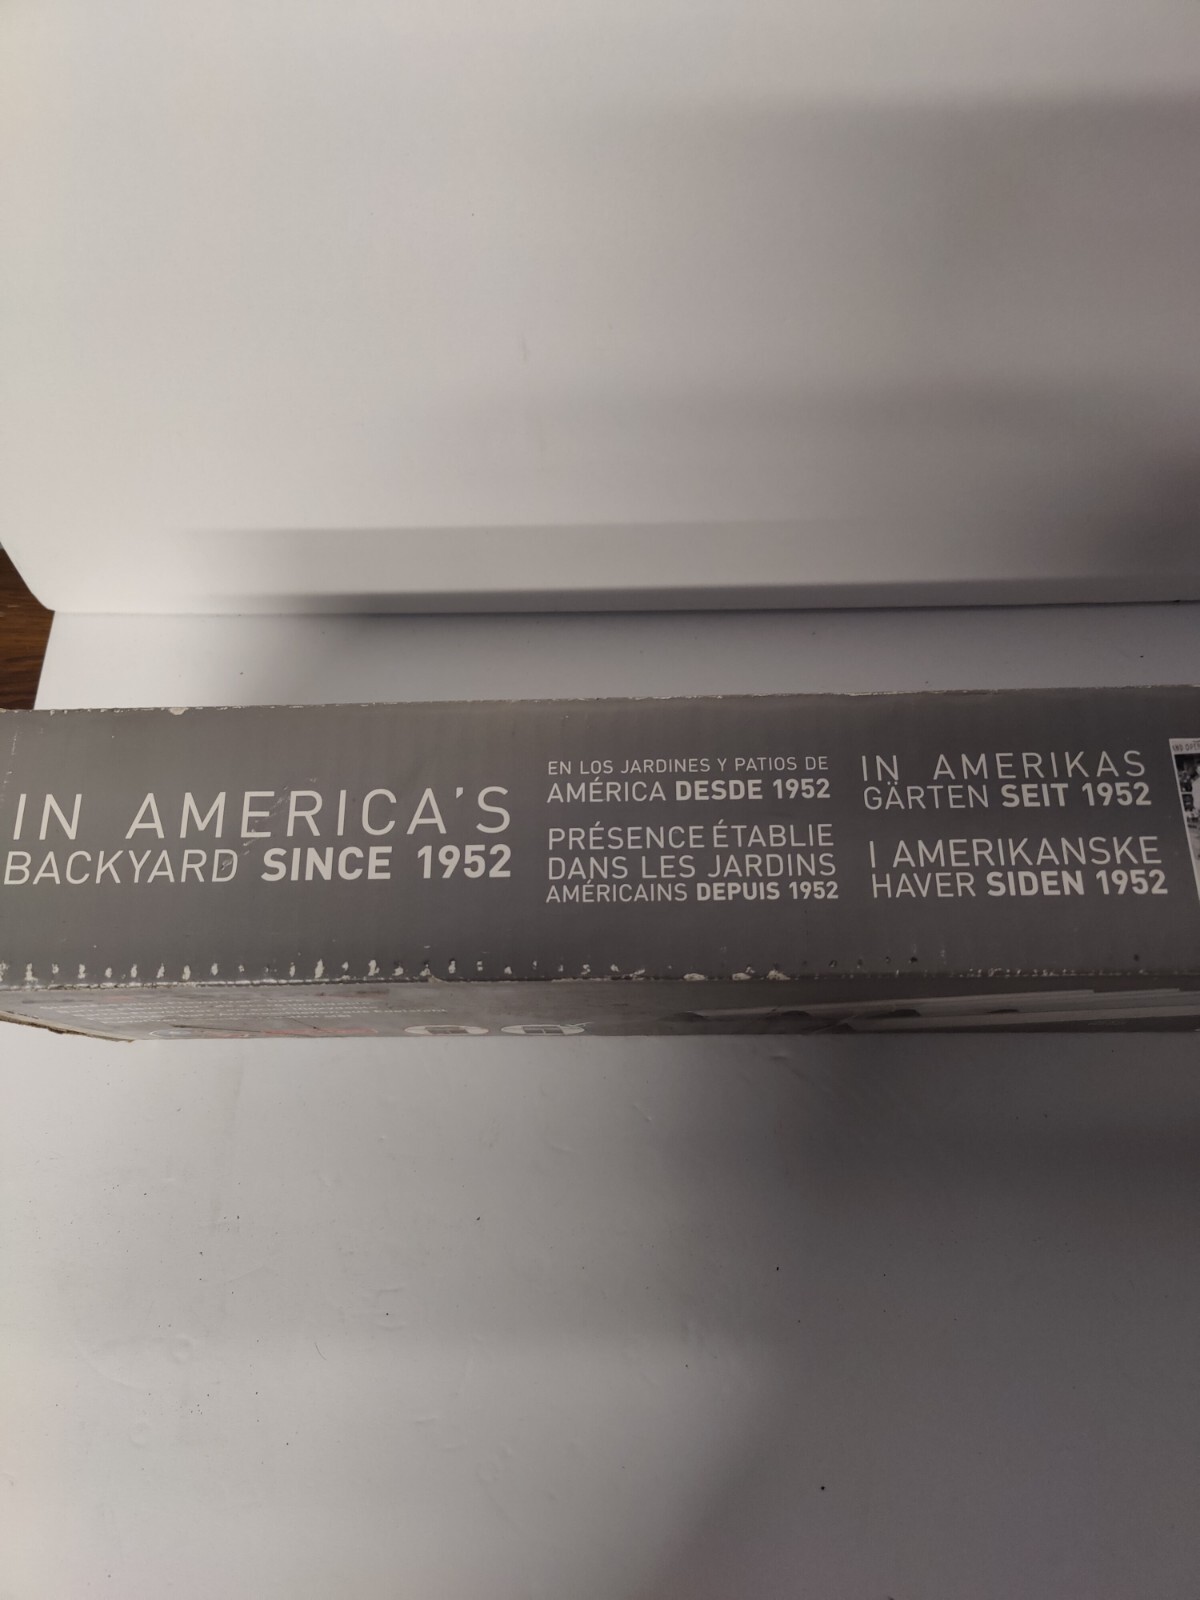 IN AMERICA'S
BACKYARD SINCE 1952
EN LOS JARDINES Y PATIOS DE
AMÉRICA DESDE 1952
PRÉSENCE ÉTABLIE
DANS LES JARDINS
AMÉRICAINS DEPUIS 1952
IN AMERIKAS
GÄRTEN SEIT 1952
I AMERIKANSKE
HAVER SIDEN 1952